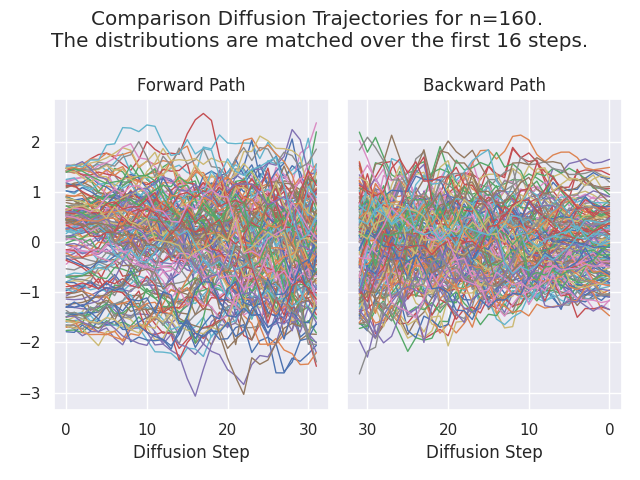 Comparison Diffusion Trajectories for n=160.
The distributions are matched over the first 16 steps.
Forward Path
Backward Path
2
1
0
−1
−2
−3
0 10 20 30
30 20 10 0
Diffusion Step
Diffusion Step